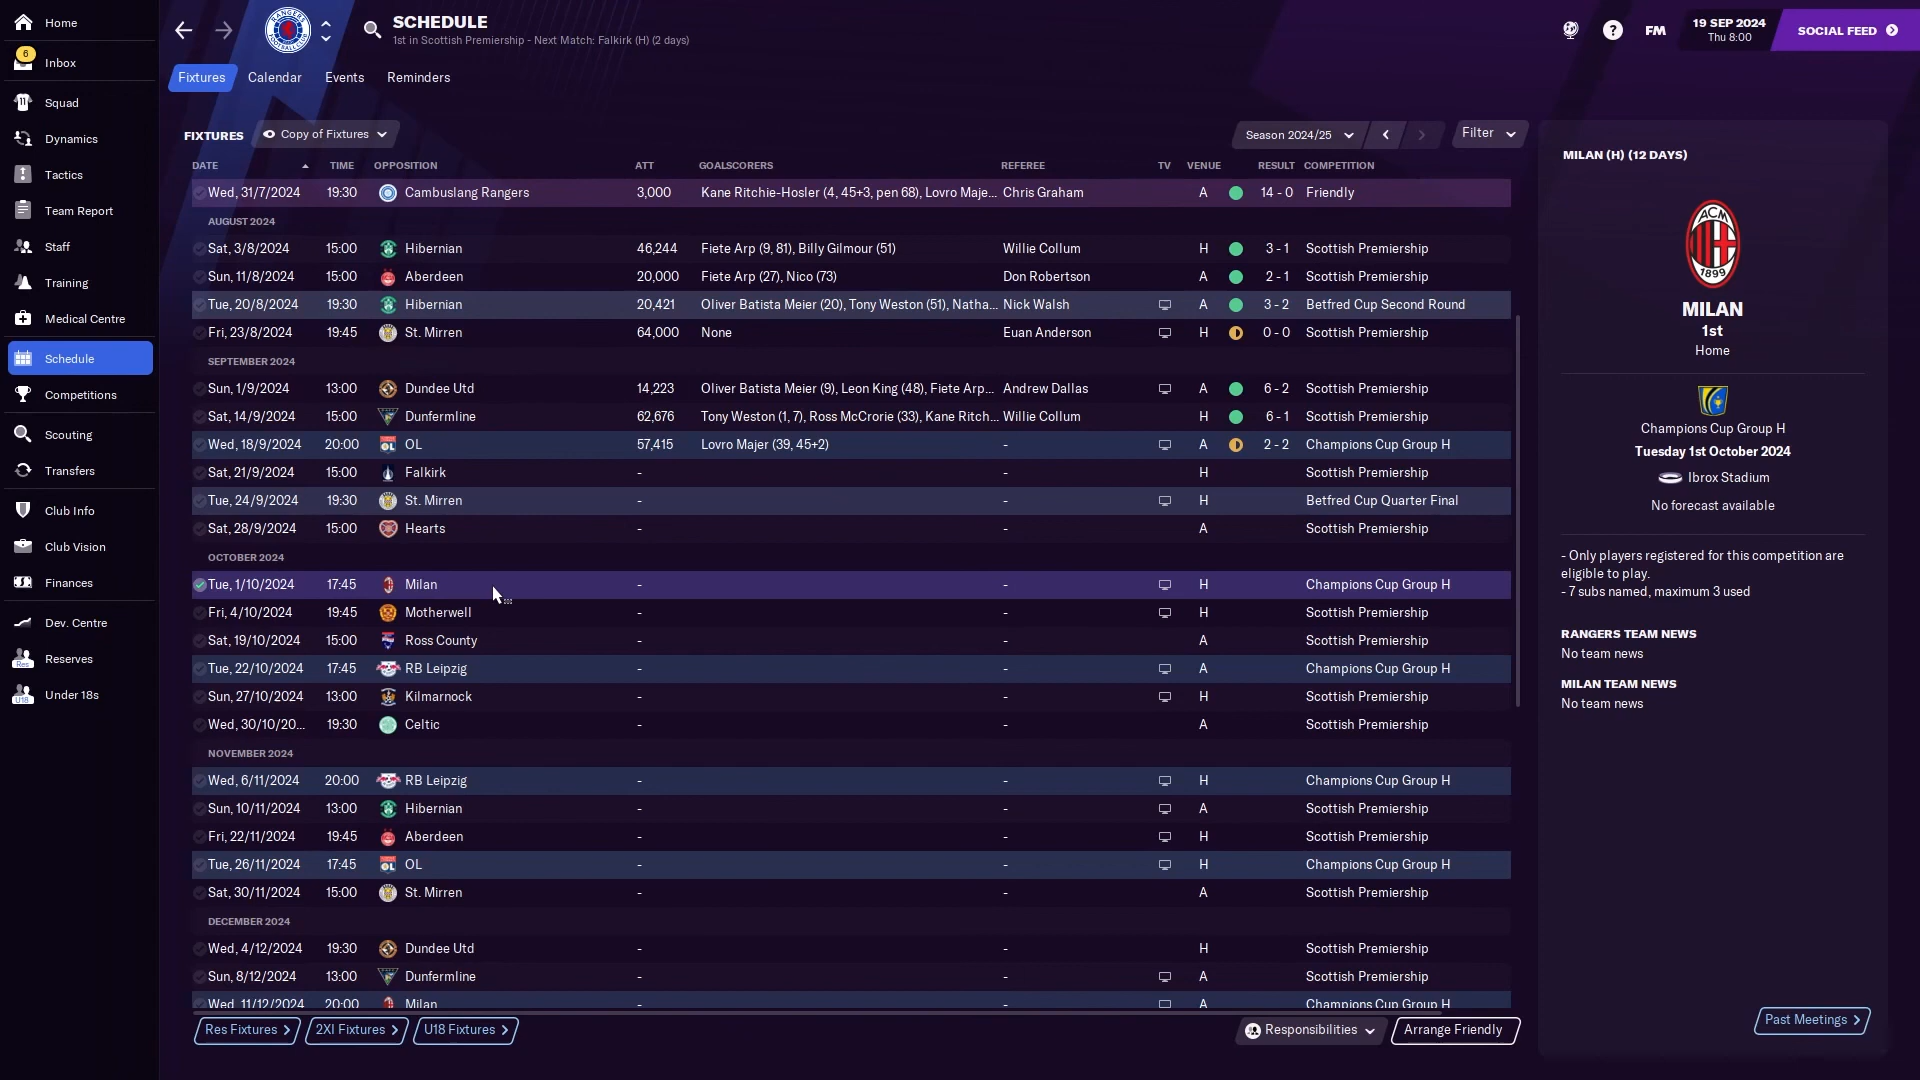 Home
6
Inbox
Squad
Dynamics
Tactics
Team Report
Staff
Training
Medical Centre
Schedule
Competitions
Scouting
Transfers
Club Info
Club Vision
Finances
Dev. Centre
Res
Reserves
U18
Under 18s
SCHEDULE
1st in Scottish Premiership - Next Match: Falkirk (H) (2 days)
FM
19 SEP 2024
Thu 8:00
SOCIAL FEED
Fixtures Calendar Events Reminders
FIXTURES Copy of Fixtures Season 2024/25 Filter
DATE TIME OPPOSITION ATT GOALSCORERS REFEREE TV VENUE RESULT COMPETITION
Wed, 31/7/2024 19:30 Cambuslang Rangers 3,000 Kane Ritchie-Hosler (4, 45+3, pen 68), Lovro Maje... Chris Graham A 14 - 0 Friendly
AUGUST 2024
Sat, 3/8/2024 15:00 Hibernian 46,244 Fiete Arp (9, 81), Billy Gilmour (51) Willie Collum H 3 - 1 Scottish Premiership
Sun, 11/8/2024 15:00 Aberdeen 20,000 Fiete Arp (27), Nico (73) Don Robertson A 2 - 1 Scottish Premiership
Tue, 20/8/2024 19:30 Hibernian 20,421 Oliver Batista Meier (20), Tony Weston (51), Natha... Nick Walsh A 3 - 2 Betfred Cup Second Round
Fri, 23/8/2024 19:45 St. Mirren 64,000 None Euan Anderson H 0 - 0 Scottish Premiership
SEPTEMBER 2024
Sun, 1/9/2024 13:00 Dundee Utd 14,223 Oliver Batista Meier (9), Leon King (48), Fiete Arp... Andrew Dallas A 6 - 2 Scottish Premiership
Sat, 14/9/2024 15:00 Dunfermline 62,676 Tony Weston (1, 7), Ross McCrorie (33), Kane Ritch... Willie Collum H 6 - 1 Scottish Premiership
Wed, 18/9/2024 20:00 OL 57,415 Lovro Majer (39, 45+2) - A 2 - 2 Champions Cup Group H
Sat, 21/9/2024 15:00 Falkirk - - H Scottish Premiership
Tue, 24/9/2024 19:30 St. Mirren - - H Betfred Cup Quarter Final
Sat, 28/9/2024 15:00 Hearts - - A Scottish Premiership
OCTOBER 2024
Tue, 1/10/2024 17:45 Milan - - H Champions Cup Group H
Fri, 4/10/2024 19:45 Motherwell - - H Scottish Premiership
Sat, 19/10/2024 15:00 Ross County - - A Scottish Premiership
Tue, 22/10/2024 17:45 RB Leipzig - - A Champions Cup Group H
Sun, 27/10/2024 13:00 Kilmarnock - - H Scottish Premiership
Wed, 30/10/20... 19:30 Celtic - - A Scottish Premiership
NOVEMBER 2024
Wed, 6/11/2024 20:00 RB Leipzig - - H Champions Cup Group H
Sun, 10/11/2024 13:00 Hibernian - - A Scottish Premiership
Fri, 22/11/2024 19:45 Aberdeen - - H Scottish Premiership
Tue, 26/11/2024 17:45 OL - - H Champions Cup Group H
Sat, 30/11/2024 15:00 St. Mirren - - A Scottish Premiership
DECEMBER 2024
Wed, 4/12/2024 19:30 Dundee Utd - - H Scottish Premiership
Sun, 8/12/2024 13:00 Dunfermline - - A Scottish Premiership
Wed, 11/12/2024 20:00 Milan - - A Champions Cup Group H
Res Fixtures 2XI Fixtures U18 Fixtures Responsibilities Arrange Friendly
MILAN (H) (12 DAYS)
ACM
1899
MILAN
1st
Home
Champions Cup Group H
Tuesday 1st October 2024
Ibrox Stadium
No forecast available
- Only players registered for this competition are
eligible to play.
- 7 subs named, maximum 3 used
RANGERS TEAM NEWS
No team news
MILAN TEAM NEWS
No team news
Past Meetings